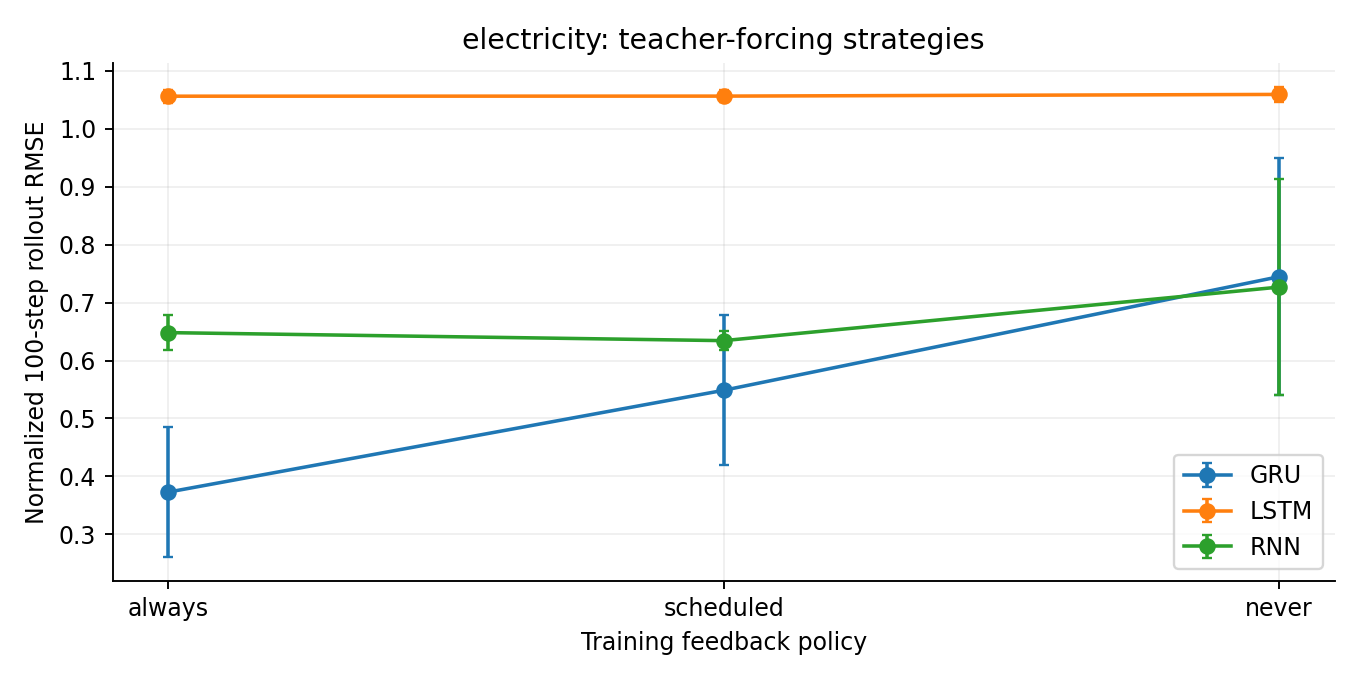 electricity: teacher-forcing strategies
Normalized 100-step rollout RMSE
1.1
1.0
0.9
0.8
0.7
0.6
0.5
0.4
0.3
GRU
LSTM
RNN
always
scheduled
never
Training feedback policy